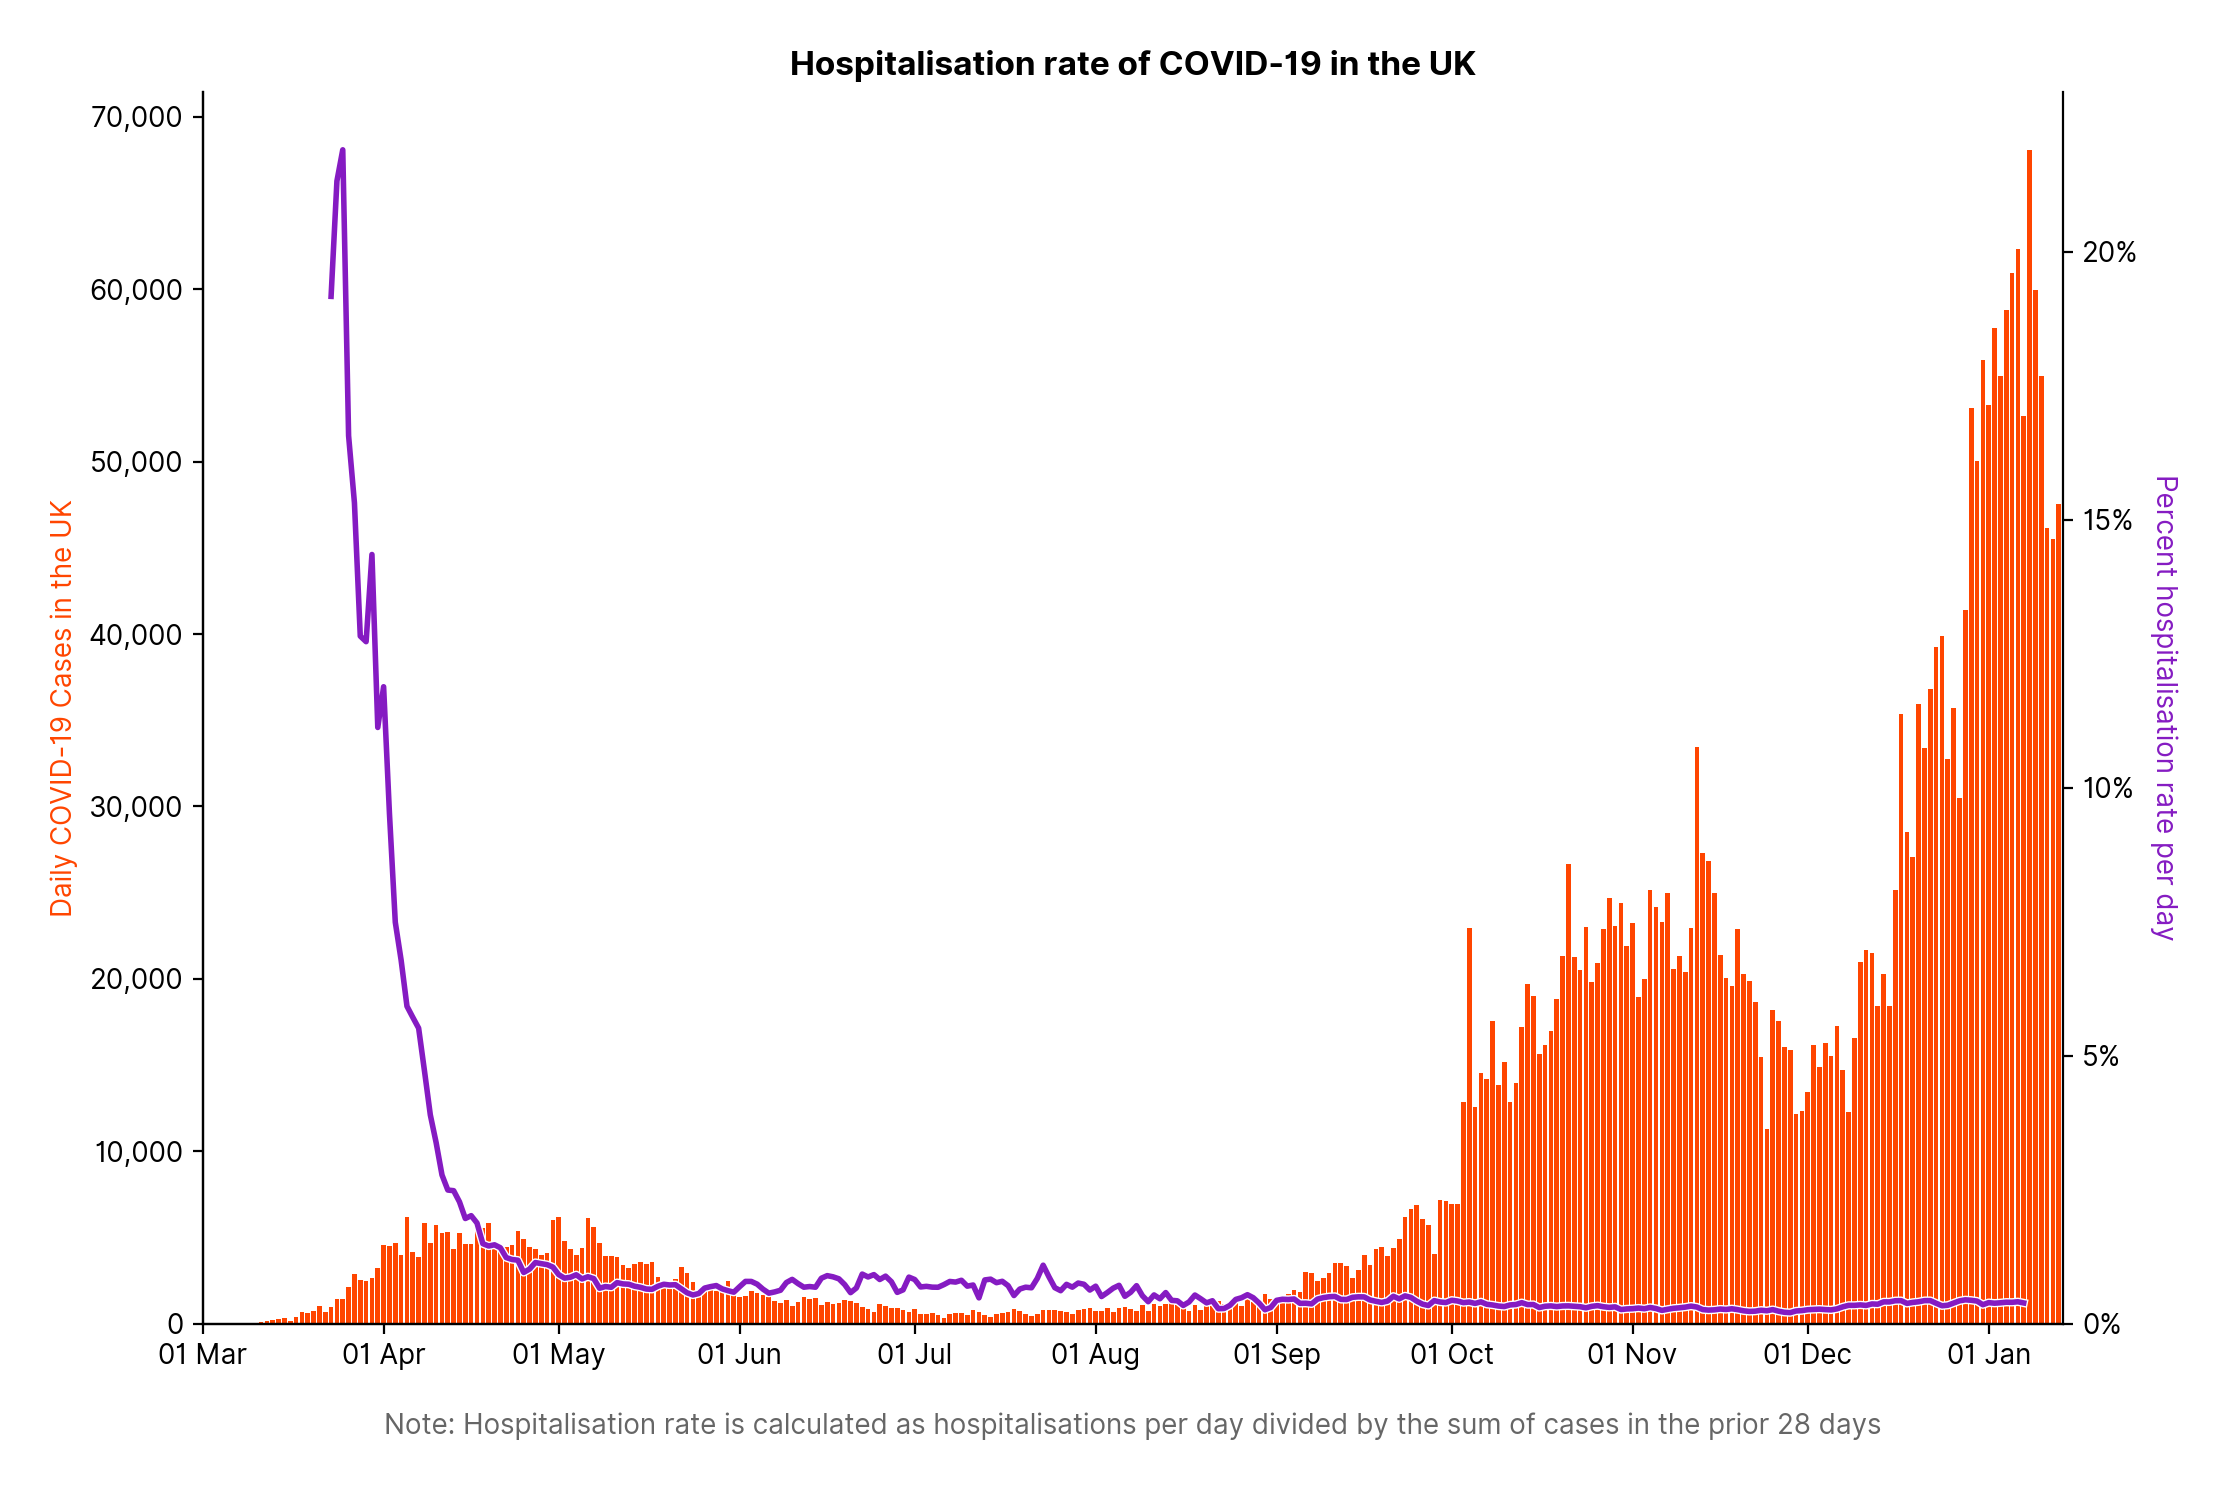 Hospitalisation rate of COVID-19 in the UK
70,000
60,000
50,000
40,000
30,000
20,000
10,000
0
Daily COVID-19 Cases in the UK
20%
15%
10%
5%
0%
Percent hospitalisation rate per day
01 Mar
01 Apr
01 May
01 Jun
01 Jul
01 Aug
01 Sep
01 Oct
01 Nov
01 Dec
01 Jan
Note: Hospitalisation rate is calculated as hospitalisations per day divided by the sum of cases in the prior 28 days